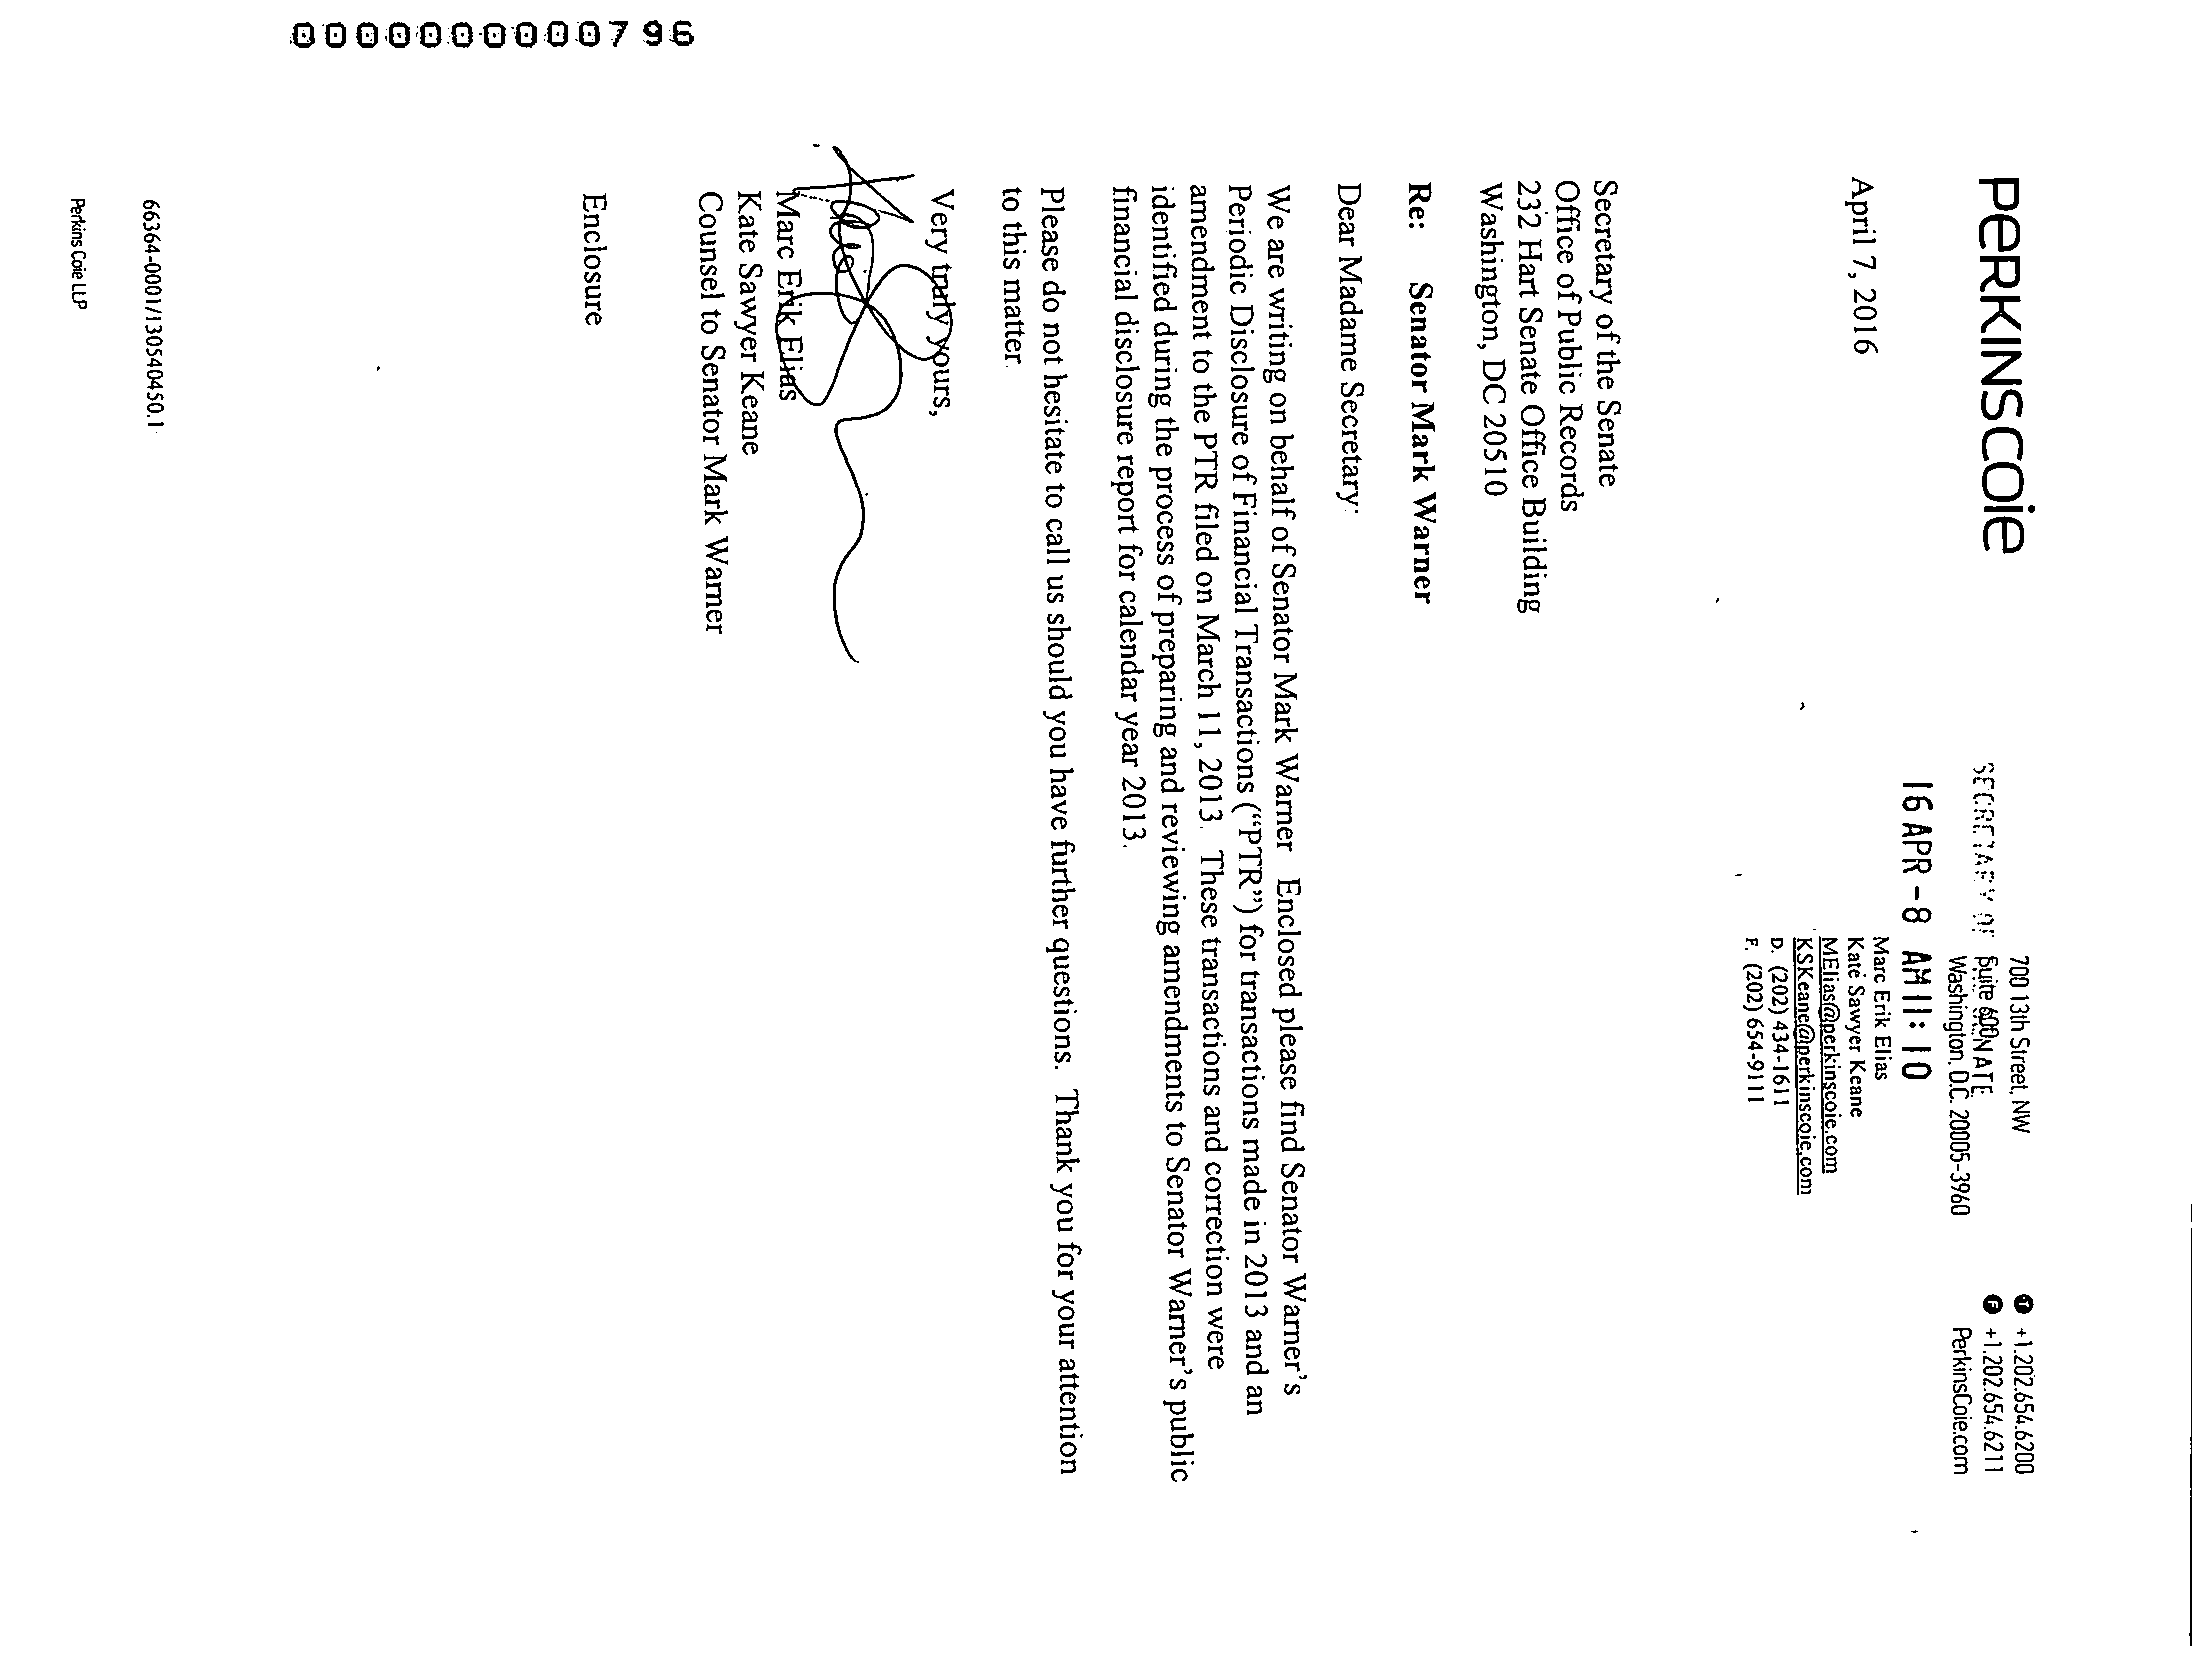 PERKINSCOIE
700 13th Street, NW
Suite 600
Washington, D.C. 20005-3960
+1.202.654.6200
+1.202.654.6211
PerkinsCoie.com
SECRETARY OF
SENATE
16 APR -8 AM 11: 10
April 7, 2016
Marc Erik Elias
Kate Sawyer Keane
MElias@perkinscoie.com
KSKeane@perkinscoie.com
D. (202) 434-1611
F. (202) 654-9111
Secretary of the Senate
Office of Public Records
232 Hart Senate Office Building
Washington, DC 20510
Re: Senator Mark Warner
Dear Madame Secretary:
We are writing on behalf of Senator Mark Warner Enclosed please find Senator Warner's
Periodic Disclosure of Financial Transactions ("PTR") for transactions made in 2013 and an
amendment to the PTR filed on March 11, 2013. These transactions and correction were
identified during the process of preparing and reviewing amendments to Senator Warner's public
financial disclosure report for calendar year 2013.
Please do not hesitate to call us should you have further questions. Thank you for your attention
to this matter
Very truly yours,
Marc Erik Elias
Kate Sawyer Keane
Counsel to Senator Mark Warner
Enclosure
66364-0001/130540450.1
Perkins Coie LLP
000000000796